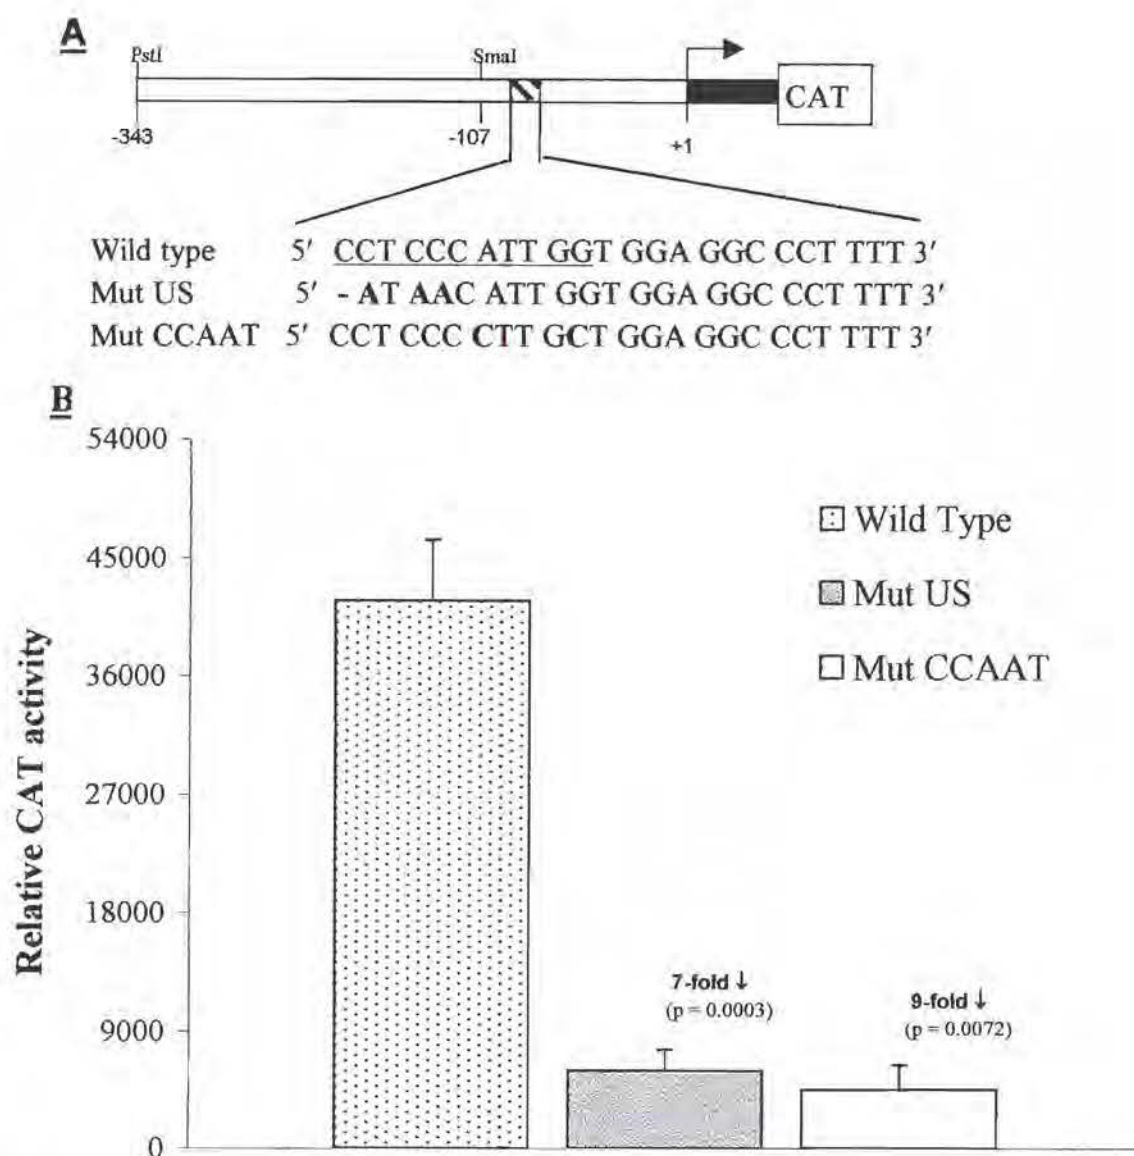 A
PstI SmaI
CAT
-343 -107 +1
Wild type 5' CCT CCC ATT GGT GGA GGC CCT TTT 3'
Mut US 5' - AT AAC ATT GGT GGA GGC CCT TTT 3'
Mut CCAAT 5' CCT CCC CTT GCT GGA GGC CCT TTT 3'
B
54000
45000
36000
27000
18000
9000
0
Relative CAT activity
Wild Type
Mut US
Mut CCAAT
7-fold ↓
(p = 0.0003)
9-fold ↓
(p = 0.0072)